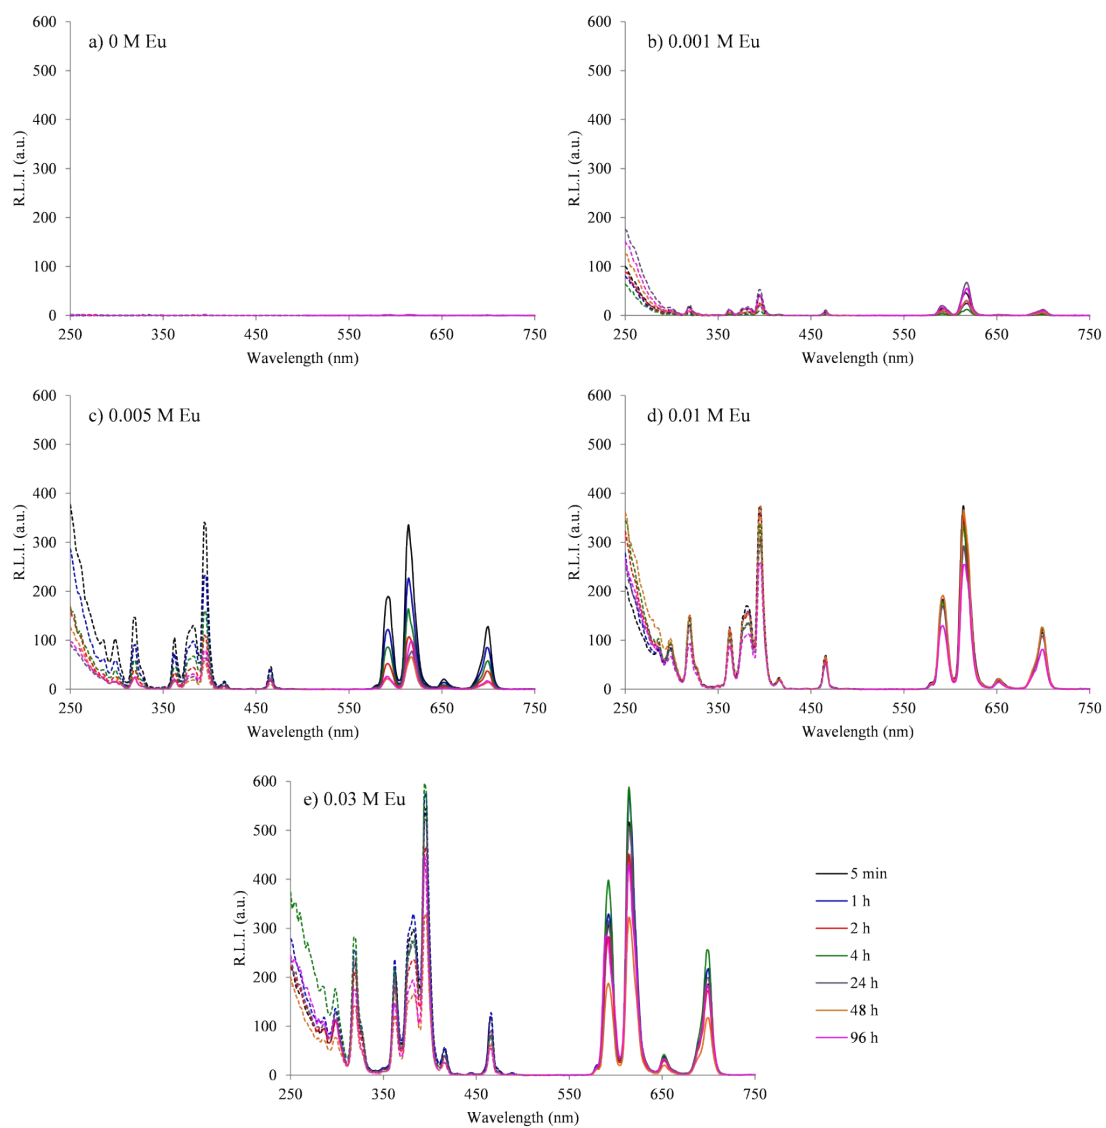 a) 0 M Eu
R.L.I. (a.u.)
600
500
400
300
200
100
0
250 350 450 550 650 750
Wavelength (nm)
b) 0.001 M Eu
R.L.I. (a.u.)
600
500
400
300
200
100
0
250 350 450 550 650 750
Wavelength (nm)
c) 0.005 M Eu
R.L.I. (a.u.)
600
500
400
300
200
100
0
250 350 450 550 650 750
Wavelength (nm)
d) 0.01 M Eu
R.L.I. (a.u.)
600
500
400
300
200
100
0
250 350 450 550 650 750
Wavelength (nm)
e) 0.03 M Eu
R.L.I. (a.u.)
600
500
400
300
200
100
0
250 350 450 550 650 750
Wavelength (nm)
5 min
1 h
2 h
4 h
24 h
48 h
96 h